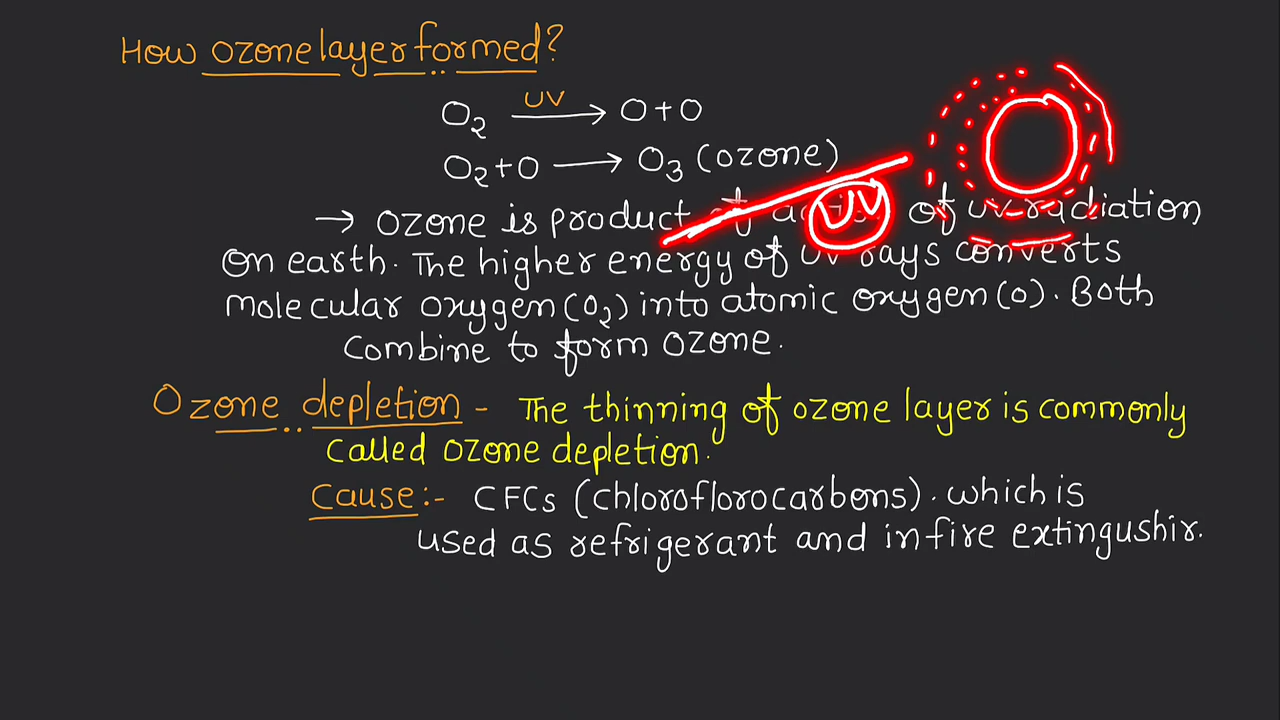 How ozone layer formed?
O2 UV → O+O
O2+O → O3 (ozone)
→ Ozone is product of action of UV radiation
on earth. The higher energy of UV rays converts
molecular oxygen (O2) into atomic oxygen (O). Both
combine to form ozone.
Ozone depletion - The thinning of ozone layer is commonly
called ozone depletion.
Cause:- CFCs (chloroflorocarbons). which is
used as refrigerant and in fire extingushir.
UV